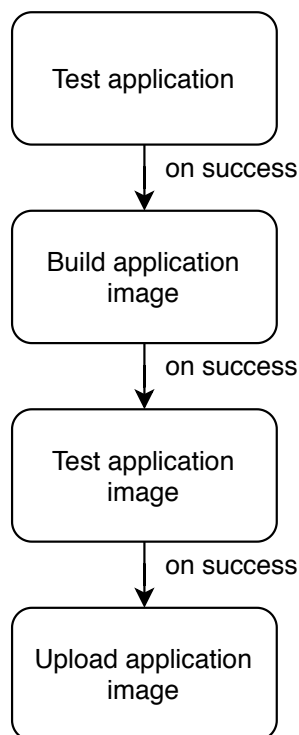 Test application
on success
Build application
image
on success
Test application
image
on success
Upload application
image